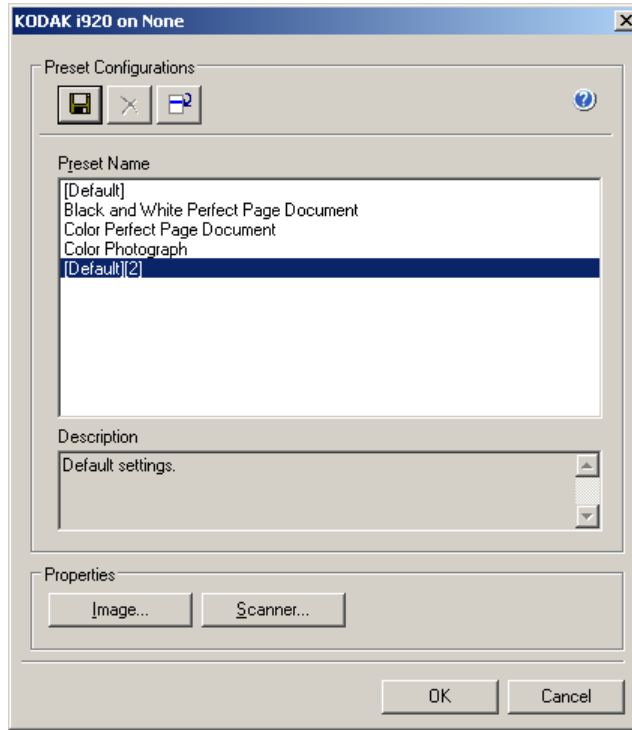 KODAK i920 on None
Preset Configurations
Preset Name
[Default]
Black and White Perfect Page Document
Color Perfect Page Document
Color Photograph
[Default][2]
Description
Default settings.
Properties
Image... Scanner...
OK Cancel